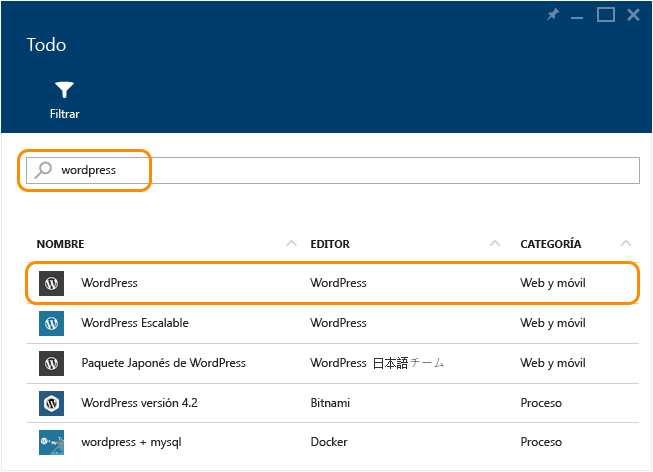 Todo
Filtrar
wordpress
NOMBRE EDITOR CATEGORÍA
WordPress WordPress Web y móvil
WordPress Escalable WordPress Web y móvil
Paquete Japonés de WordPress WordPress 日本語チーム Web y móvil
WordPress versión 4.2 Bitnami Proceso
wordpress + mysql Docker Proceso